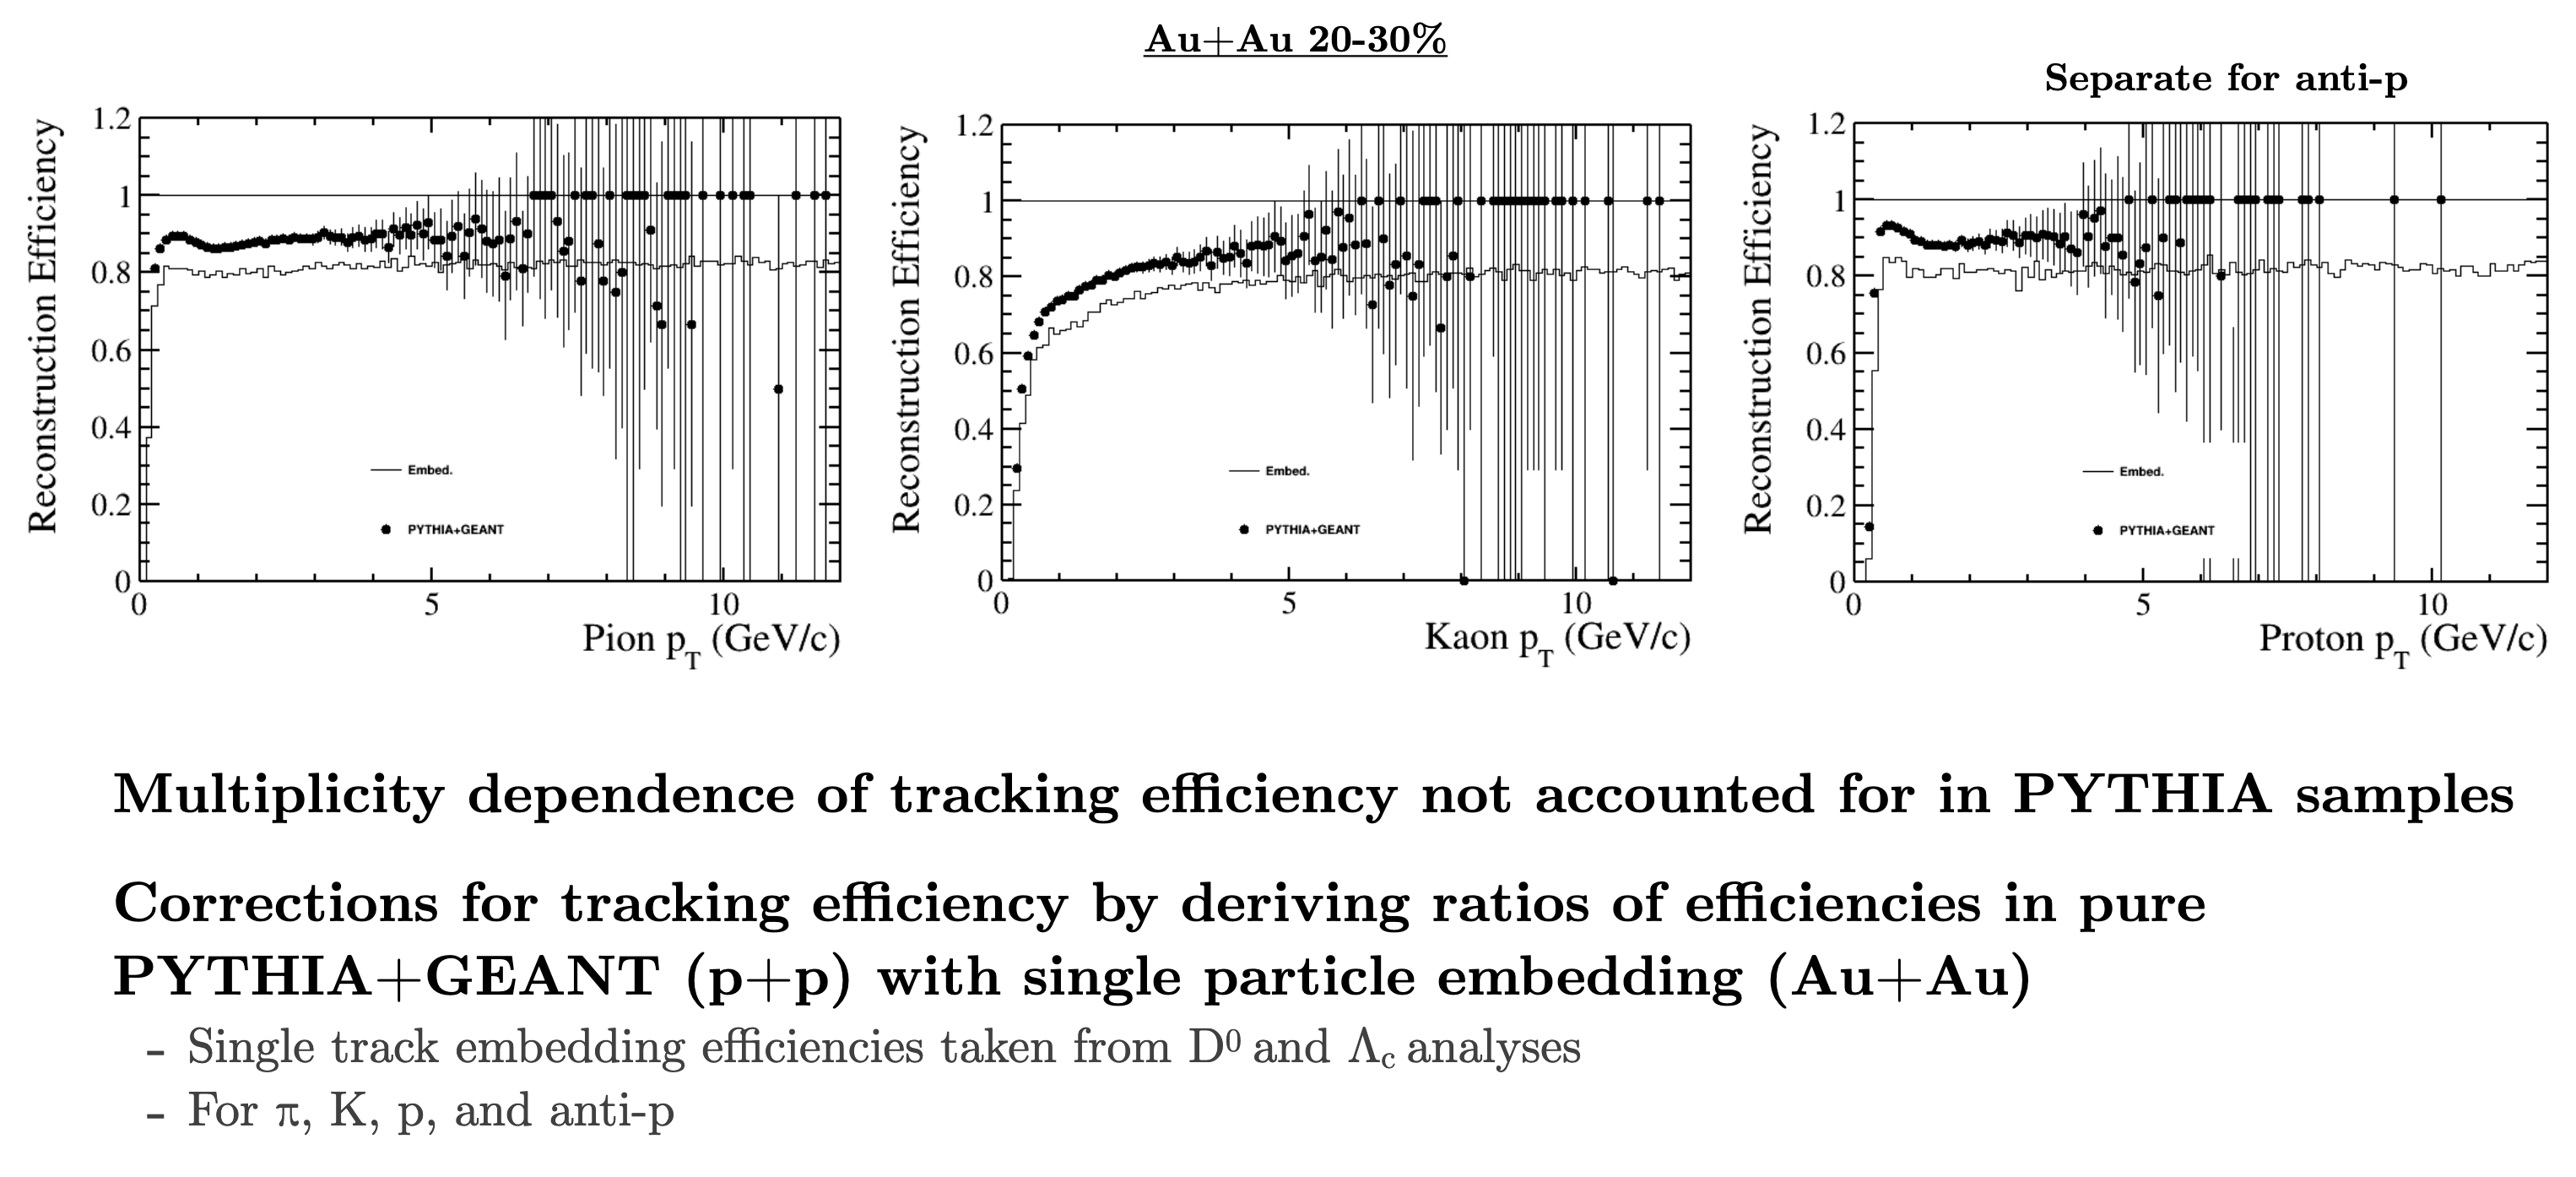 Au+Au 20-30%
Separate for anti-p
Reconstruction Efficiency
1.2
1
0.8
0.6
0.4
0.2
0
Embed.
PYTHIA+GEANT
0 5 10
Pion pT (GeV/c)
Reconstruction Efficiency
1.2
1
0.8
0.6
0.4
0.2
0
Embed.
PYTHIA+GEANT
0 5 10
Kaon pT (GeV/c)
Reconstruction Efficiency
1.2
1
0.8
0.6
0.4
0.2
0
Embed.
PYTHIA+GEANT
0 5 10
Proton pT (GeV/c)
Multiplicity dependence of tracking efficiency not accounted for in PYTHIA samples
Corrections for tracking efficiency by deriving ratios of efficiencies in pure
PYTHIA+GEANT (p+p) with single particle embedding (Au+Au)
- Single track embedding efficiencies taken from D⁰ and Λc analyses
- For π, K, p, and anti-p